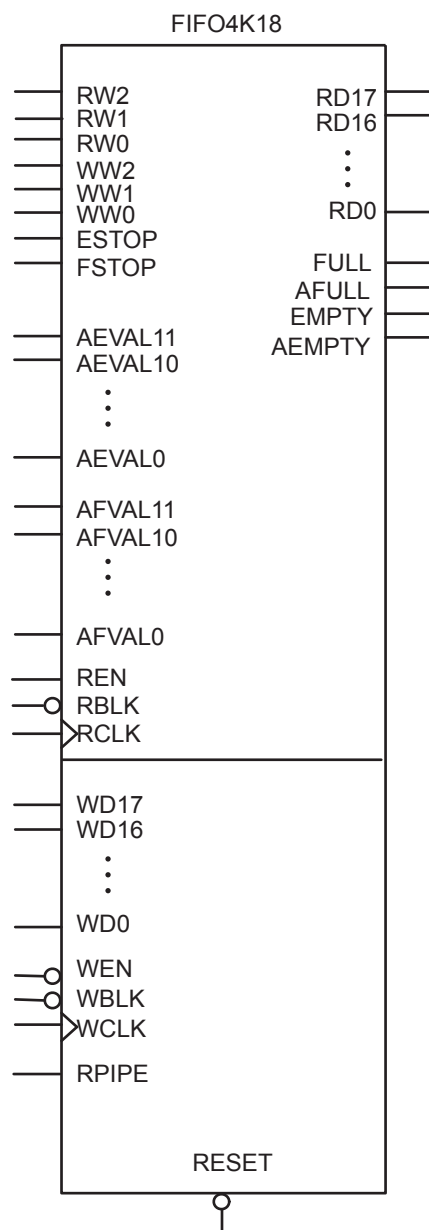 FIFO4K18
RW2
RW1
RW0
WW2
WW1
WW0
ESTOP
FSTOP
AEVAL11
AEVAL10
AEVAL0
AFVAL11
AFVAL10
AFVAL0
REN
RBLK
RCLK
RD17
RD16
RD0
FULL
AFULL
EMPTY
AEMPTY
WD17
WD16
WD0
WEN
WBLK
WCLK
RPIPE
RESET